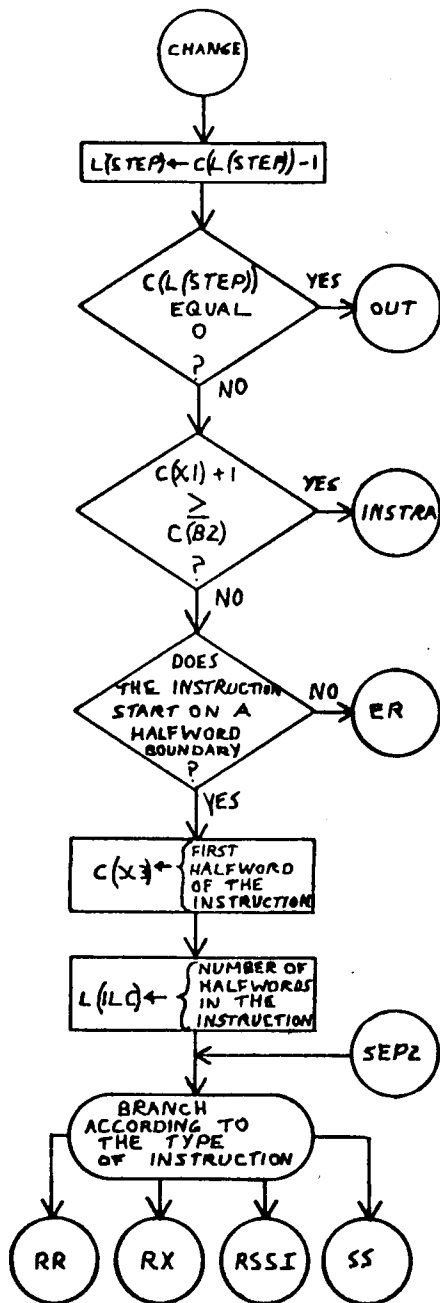 CHANGE
L(STEP)←C(L(STEP))-1
C(L(STEP))
EQUAL
0
?
YES
OUT
NO
C(X1)+1
≥
C(B2)
?
YES
INSTRA
NO
DOES
THE INSTRUCTION
START ON A
HALFWORD
BOUNDARY
?
NO
ER
YES
C(X3)←
FIRST
HALFWORD
OF THE
INSTRUCTION
L(ILC)←
NUMBER OF
HALFWORDS
IN THE
INSTRUCTION
SEP2
BRANCH
ACCORDING TO
THE TYPE
OF INSTRUCTION
RR
RX
RSSI
SS